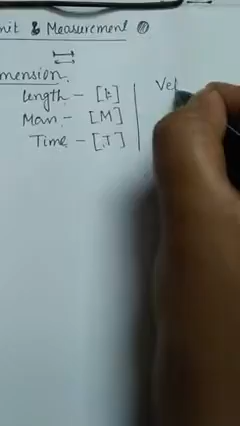 nit & Measurement
mension
Length - [L]
Mass - [M]
Time - [T]
Vel